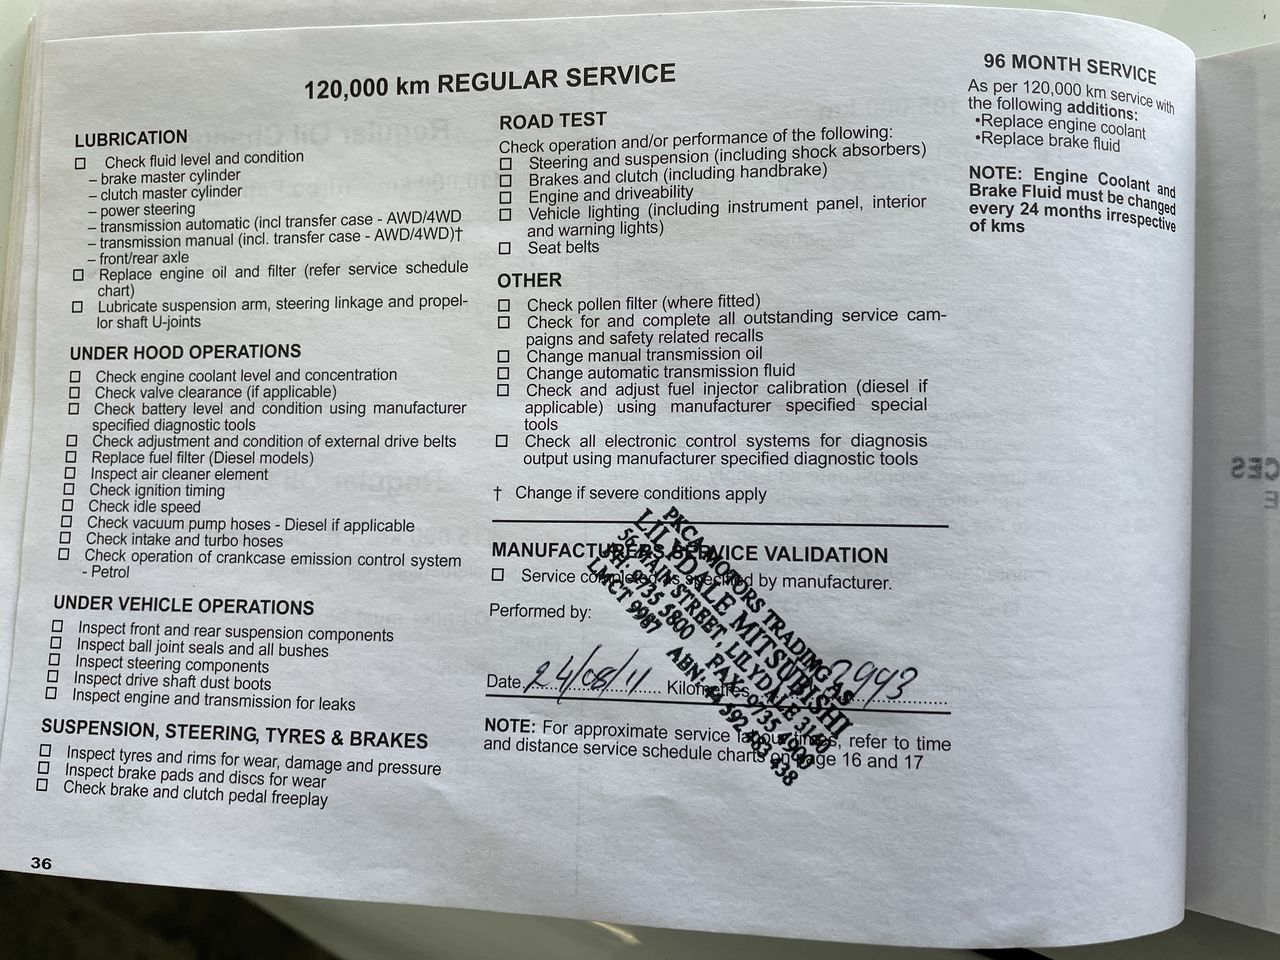 120,000 km REGULAR SERVICE
LUBRICATION
☐ Check fluid level and condition
– brake master cylinder
– clutch master cylinder
– power steering
– transmission automatic (incl transfer case - AWD/4WD
– transmission manual (incl. transfer case - AWD/4WD)†
– front/rear axle
☐ Replace engine oil and filter (refer service schedule
chart)
☐ Lubricate suspension arm, steering linkage and propel-
lor shaft U-joints
UNDER HOOD OPERATIONS
☐ Check engine coolant level and concentration
☐ Check valve clearance (if applicable)
☐ Check battery level and condition using manufacturer
specified diagnostic tools
☐ Check adjustment and condition of external drive belts
☐ Replace fuel filter (Diesel models)
☐ Inspect air cleaner element
☐ Check ignition timing
☐ Check idle speed
☐ Check vacuum pump hoses - Diesel if applicable
☐ Check intake and turbo hoses
☐ Check operation of crankcase emission control system
- Petrol
UNDER VEHICLE OPERATIONS
☐ Inspect front and rear suspension components
☐ Inspect ball joint seals and all bushes
☐ Inspect steering components
☐ Inspect drive shaft dust boots
☐ Inspect engine and transmission for leaks
SUSPENSION, STEERING, TYRES & BRAKES
☐ Inspect tyres and rims for wear, damage and pressure
☐ Inspect brake pads and discs for wear
☐ Check brake and clutch pedal freeplay
36
ROAD TEST
Check operation and/or performance of the following:
☐ Steering and suspension (including shock absorbers)
☐ Brakes and clutch (including handbrake)
☐ Engine and driveability
☐ Vehicle lighting (including instrument panel, interior
and warning lights)
☐ Seat belts
OTHER
☐ Check pollen filter (where fitted)
☐ Check for and complete all outstanding service cam-
paigns and safety related recalls
☐ Change manual transmission oil
☐ Change automatic transmission fluid
☐ Check and adjust fuel injector calibration (diesel if
applicable) using manufacturer specified special
tools
☐ Check all electronic control systems for diagnosis
output using manufacturer specified diagnostic tools
† Change if severe conditions apply
MANUFACTURERS SERVICE VALIDATION
☐ Service completed as specified by manufacturer.
Performed by:
Date 24/08/11 Kilometres
NOTE: For approximate service labour times, refer to time
and distance service schedule charts on page 16 and 17
PKCA MOTORS TRADING AS
LILYDALE MITSUBISHI
56 MAIN STREET, LILYDALE 3140
PH: 9735 5800 FAX: 9735 4900
LMCT 9987 ABN:
96 MONTH SERVICE
As per 120,000 km service with
the following additions:
•Replace engine coolant
•Replace brake fluid
NOTE: Engine Coolant and
Brake Fluid must be changed
every 24 months irrespective
of kms